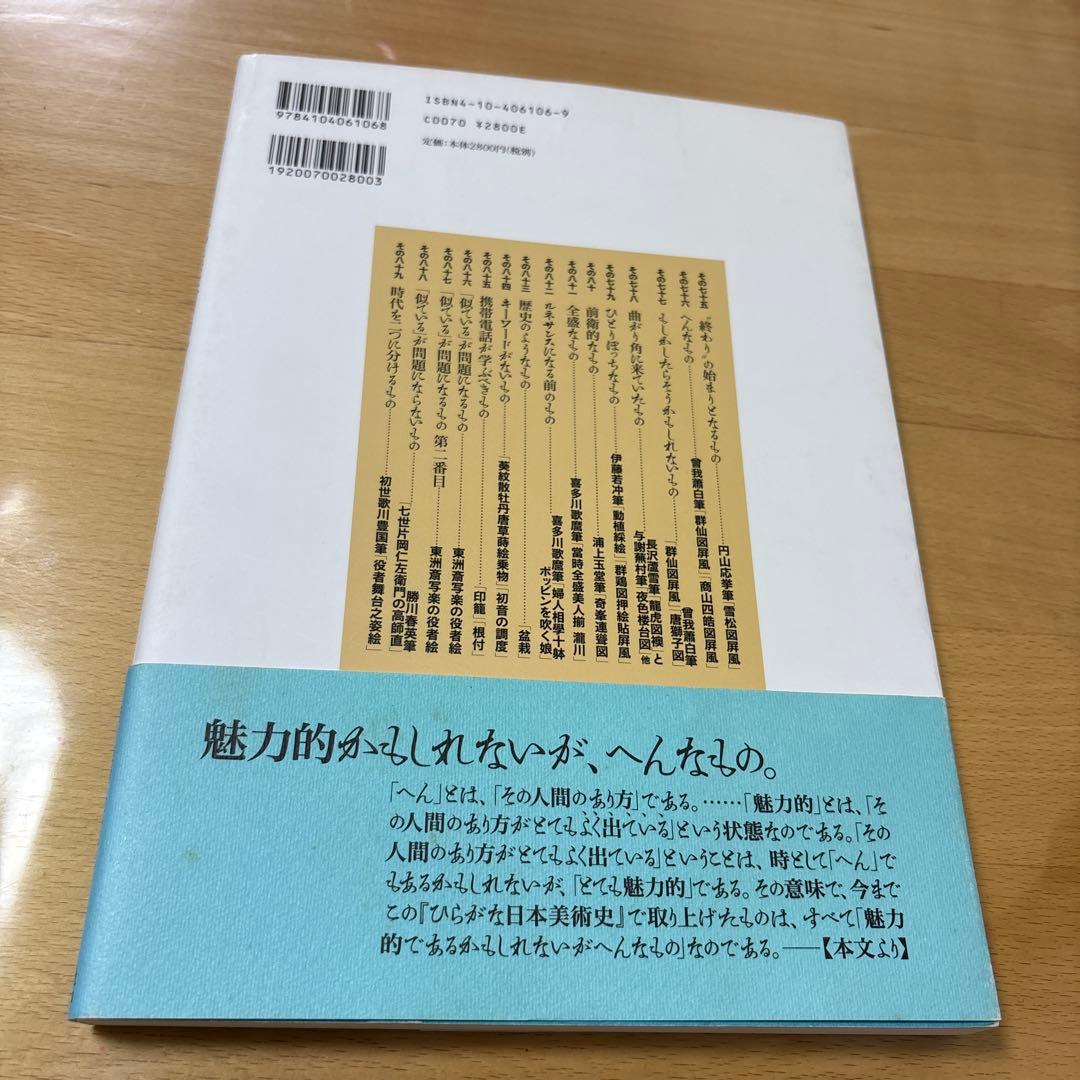 ISBN4-10-406106-9
C0070 ¥2800E
定価:本体2800円(税別)
9784104061068
1920070028003
その七十五 “終わり”の始まりとなるもの……円山応挙筆「雪松図屏風」
その七十六 へんなもの……曾我蕭白筆「群仙図屏風」「商山四皓図屏風」
その七十七 もしかしたらそうかもしれないもの……曾我蕭白筆「群仙図屏風」「唐獅子図」
その七十八 曲がり角に来ていたもの……長沢蘆雪筆「龍虎図襖」と与謝蕪村筆「夜色楼台図」他
その七十九 ひとりぼっちなもの……伊藤若冲筆「動植綵絵」「群鶏図押絵貼屏風」
その八十 前衛的なもの……浦上玉堂筆「奇峯連聳図」
その八十一 全盛なもの……喜多川歌麿筆「當時全盛美人揃 瀧川」
その八十二 ルネサンスになる前のもの……喜多川歌麿筆「婦人相學十躰 ポッピンを吹く娘」
その八十三 歴史のようなもの……「盆栽」
その八十四 キーワードがないもの……「葵紋散牡丹唐草蒔絵乗物」「初音の調度」
その八十五 携帯電話が学ぶべきもの……「印籠」「根付」
その八十六 「似ている」が問題になるもの……東洲斎写楽の役者絵
その八十七 「似ている」が問題になるもの 第二番目……東洲斎写楽の役者絵
その八十八 「似ている」が問題にならないもの……勝川春英筆「七世片岡仁左衛門の高師直」
その八十九 時代を二つに分けるもの……初世歌川豊国筆「役者舞台之姿絵」
魅力的かもしれないが、へんなもの。
「へん」とは、「その人間のあり方」である。……「魅力的」とは、「そ
の人間のあり方がとてもよく出ている」という状態なのである。「その
人間のあり方がとてもよく出ている」ということは、時として「へん」で
もあるかもしれないが、「とても魅力的」である。その意味で、今まで
この『ひらがな日本美術史』で取り上げたものは、すべて「魅力
的であるかもしれないがへんなもの」なのである。――【本文より】